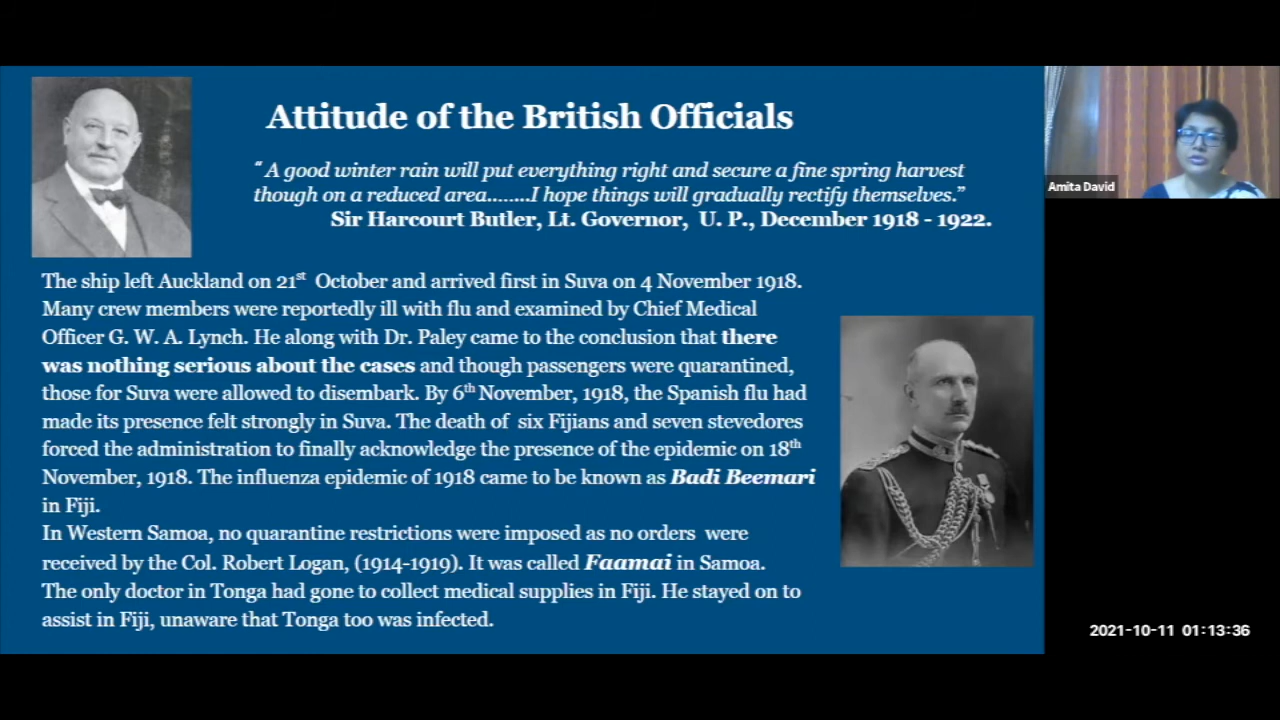 Attitude of the British Officials
" A good winter rain will put everything right and secure a fine spring harvest
though on a reduced area........I hope things will gradually rectify themselves."
Sir Harcourt Butler, Lt. Governor, U. P., December 1918 - 1922.
The ship left Auckland on 21st October and arrived first in Suva on 4 November 1918.
Many crew members were reportedly ill with flu and examined by Chief Medical
Officer G. W. A. Lynch. He along with Dr. Paley came to the conclusion that there
was nothing serious about the cases and though passengers were quarantined,
those for Suva were allowed to disembark. By 6th November, 1918, the Spanish flu had
made its presence felt strongly in Suva. The death of six Fijians and seven stevedores
forced the administration to finally acknowledge the presence of the epidemic on 18th
November, 1918. The influenza epidemic of 1918 came to be known as Badi Beemari
in Fiji.
In Western Samoa, no quarantine restrictions were imposed as no orders were
received by the Col. Robert Logan, (1914-1919). It was called Faamai in Samoa.
The only doctor in Tonga had gone to collect medical supplies in Fiji. He stayed on to
assist in Fiji, unaware that Tonga too was infected.
Amita David
2021-10-11 01:13:36